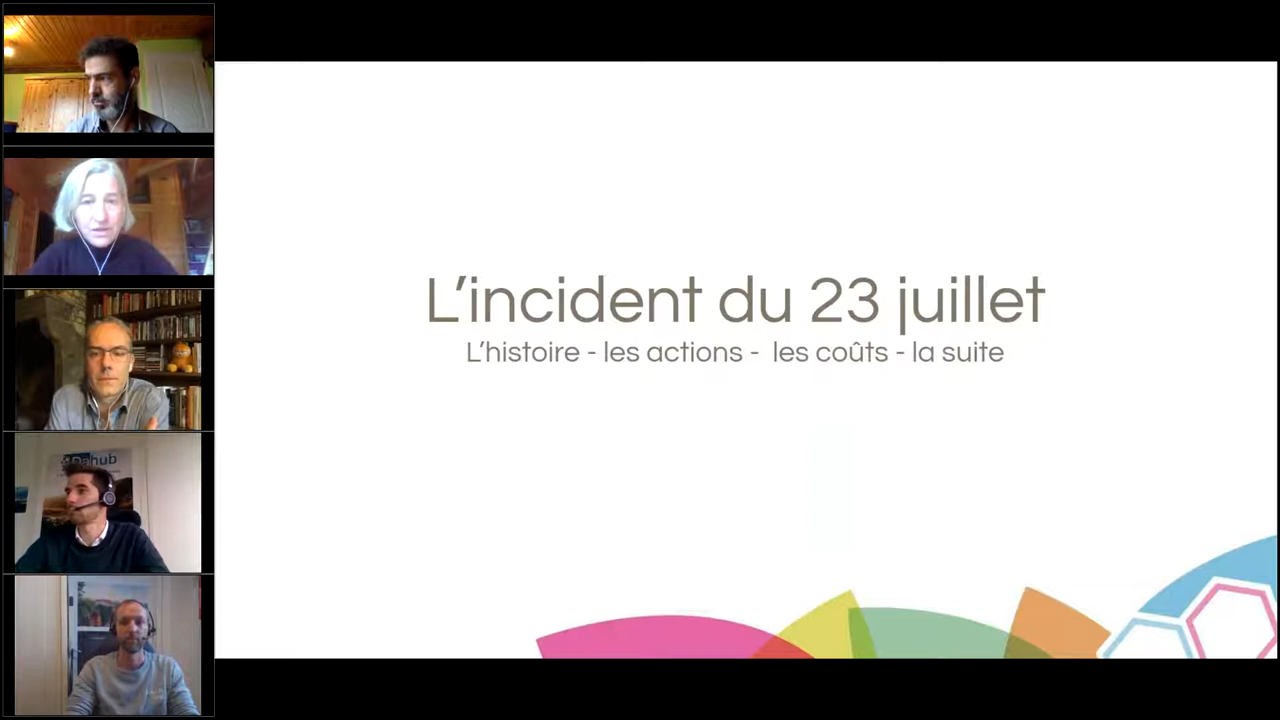 L'incident du 23 juillet
L'histoire - les actions - les coûts - la suite